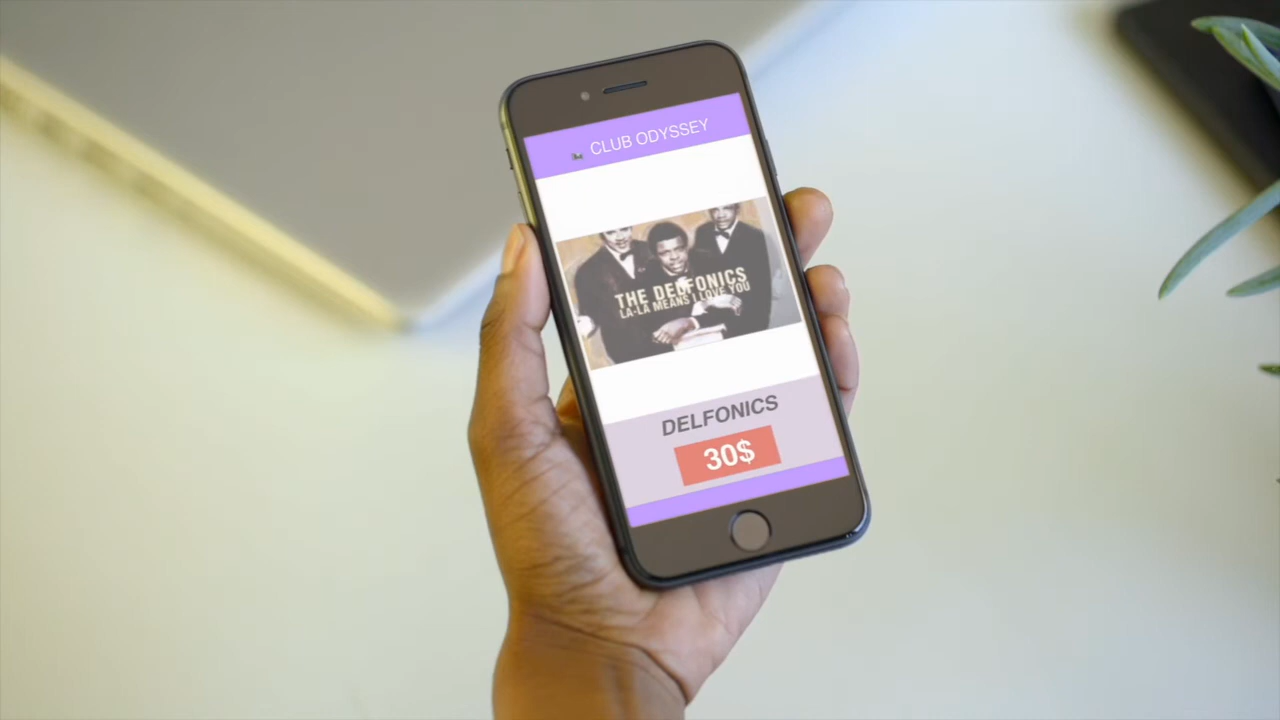 CLUB ODYSSEY
THE DELFONICS
LA-LA MEANS I LOVE YOU
DELFONICS
30$